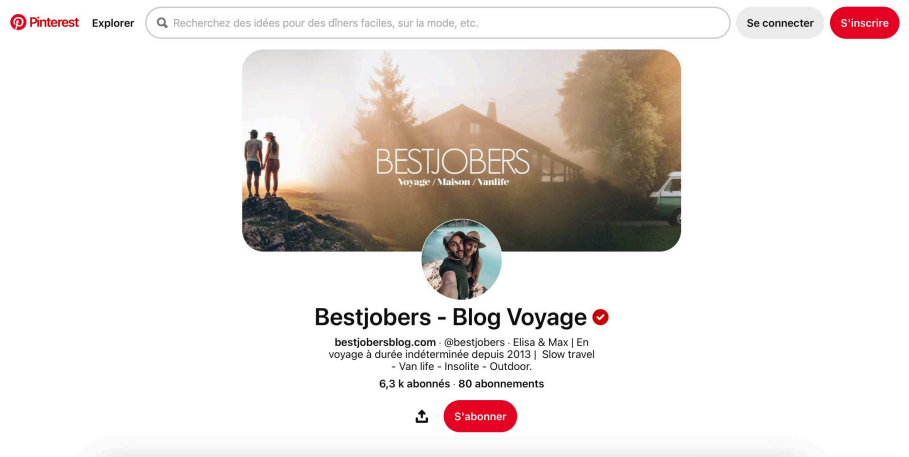 Pinterest
Explorer
Recherchez des idées pour des dîners faciles, sur la mode, etc.
Se connecter
S'inscrire
BESTJOBERS
Voyage / Maison / Vanlife
Bestjobers - Blog Voyage
bestjobersblog.com · @bestjobers · Elisa & Max | En
voyage à durée indéterminée depuis 2013 | Slow travel
- Van life - Insolite - Outdoor.
6,3 k abonnés · 80 abonnements
S'abonner